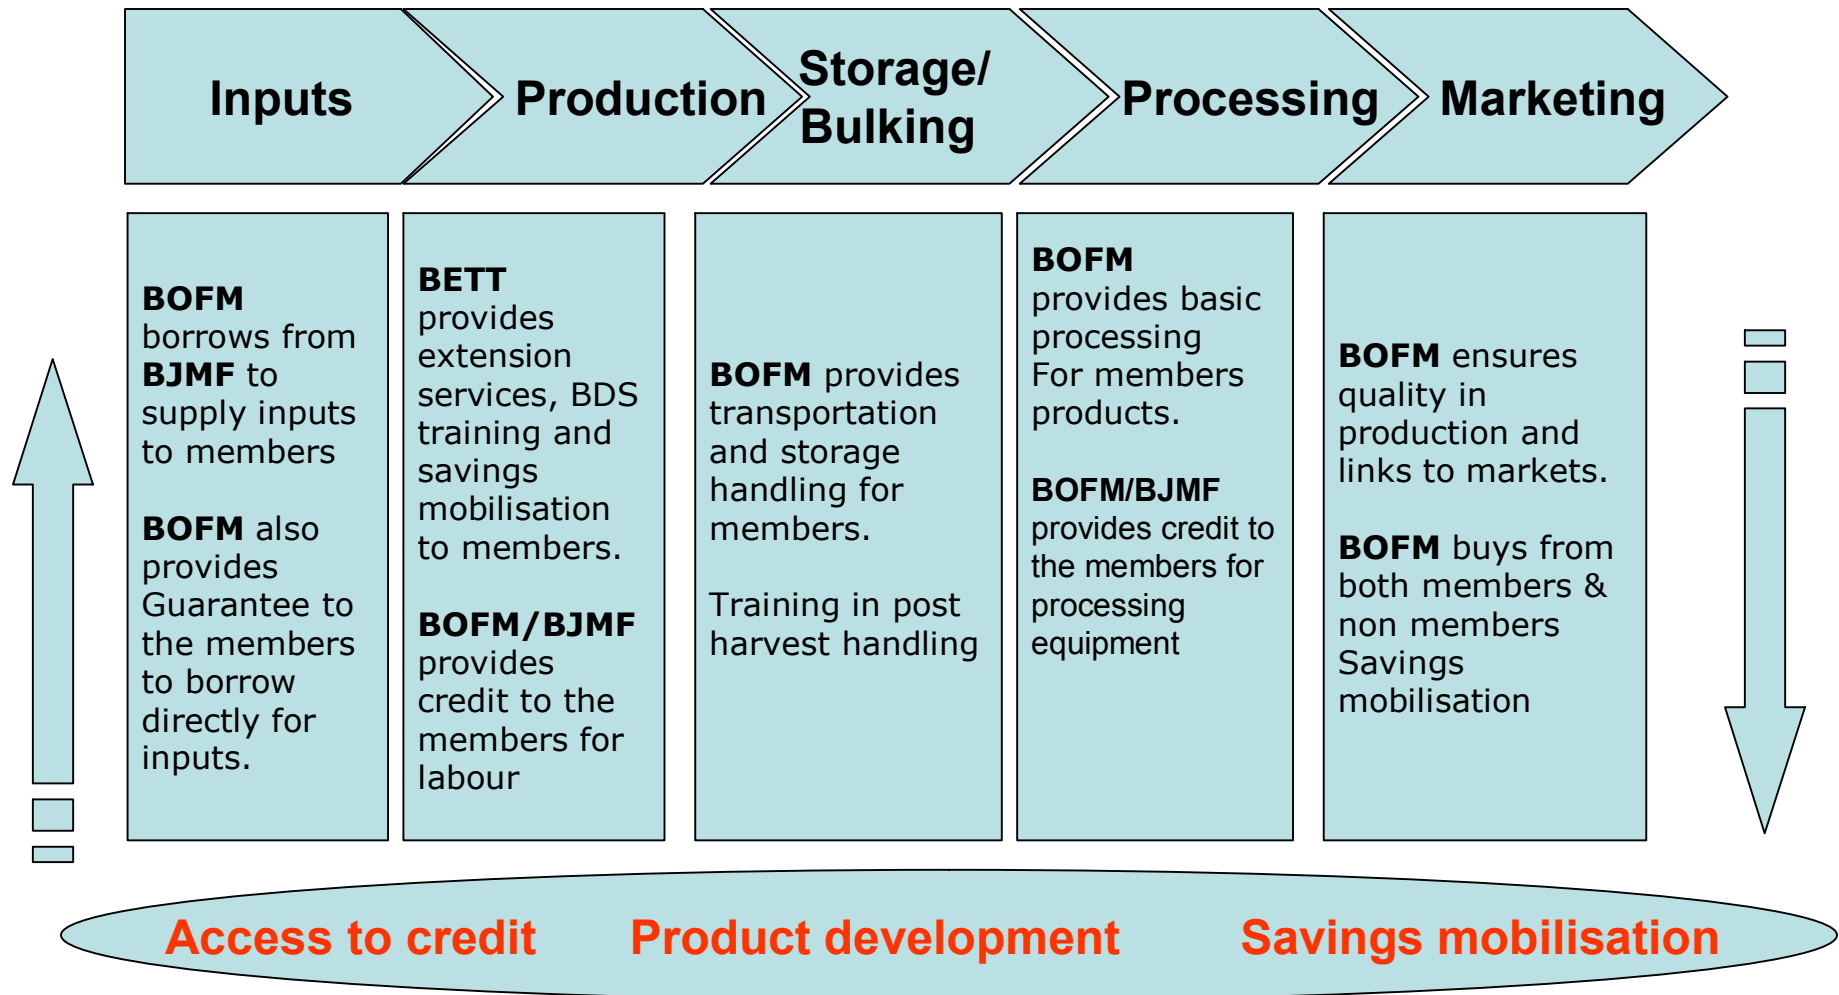 Inputs
Production
Storage/
Bulking
Processing
Marketing
BOFM
borrows from
BJMF to
supply inputs
to members
BOFM also
provides
Guarantee to
the members
to borrow
directly for
inputs.
BETT
provides
extension
services, BDS
training and
savings
mobilisation
to members.
BOFM/BJMF
provides
credit to the
members for
labour
BOFM provides
transportation
and storage
handling for
members.
Training in post
harvest handling
BOFM
provides basic
processing
For members
products.
BOFM/BJMF
provides credit to
the members for
processing
equipment
BOFM ensures
quality in
production and
links to markets.
BOFM buys from
both members &
non members
Savings
mobilisation
Access to credit
Product development
Savings mobilisation